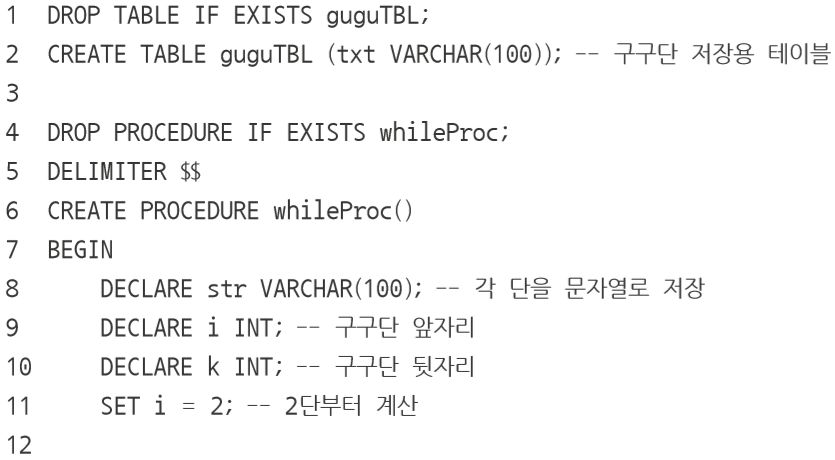 1 DROP TABLE IF EXISTS guguTBL;
2 CREATE TABLE guguTBL (txt VARCHAR(100)); -- 구구단 저장용 테이블
3
4 DROP PROCEDURE IF EXISTS whileProc;
5 DELIMITER $$
6 CREATE PROCEDURE whileProc()
7 BEGIN
8     DECLARE str VARCHAR(100); -- 각 단을 문자열로 저장
9     DECLARE i INT; -- 구구단 앞자리
10     DECLARE k INT; -- 구구단 뒷자리
11     SET i = 2; -- 2단부터 계산
12